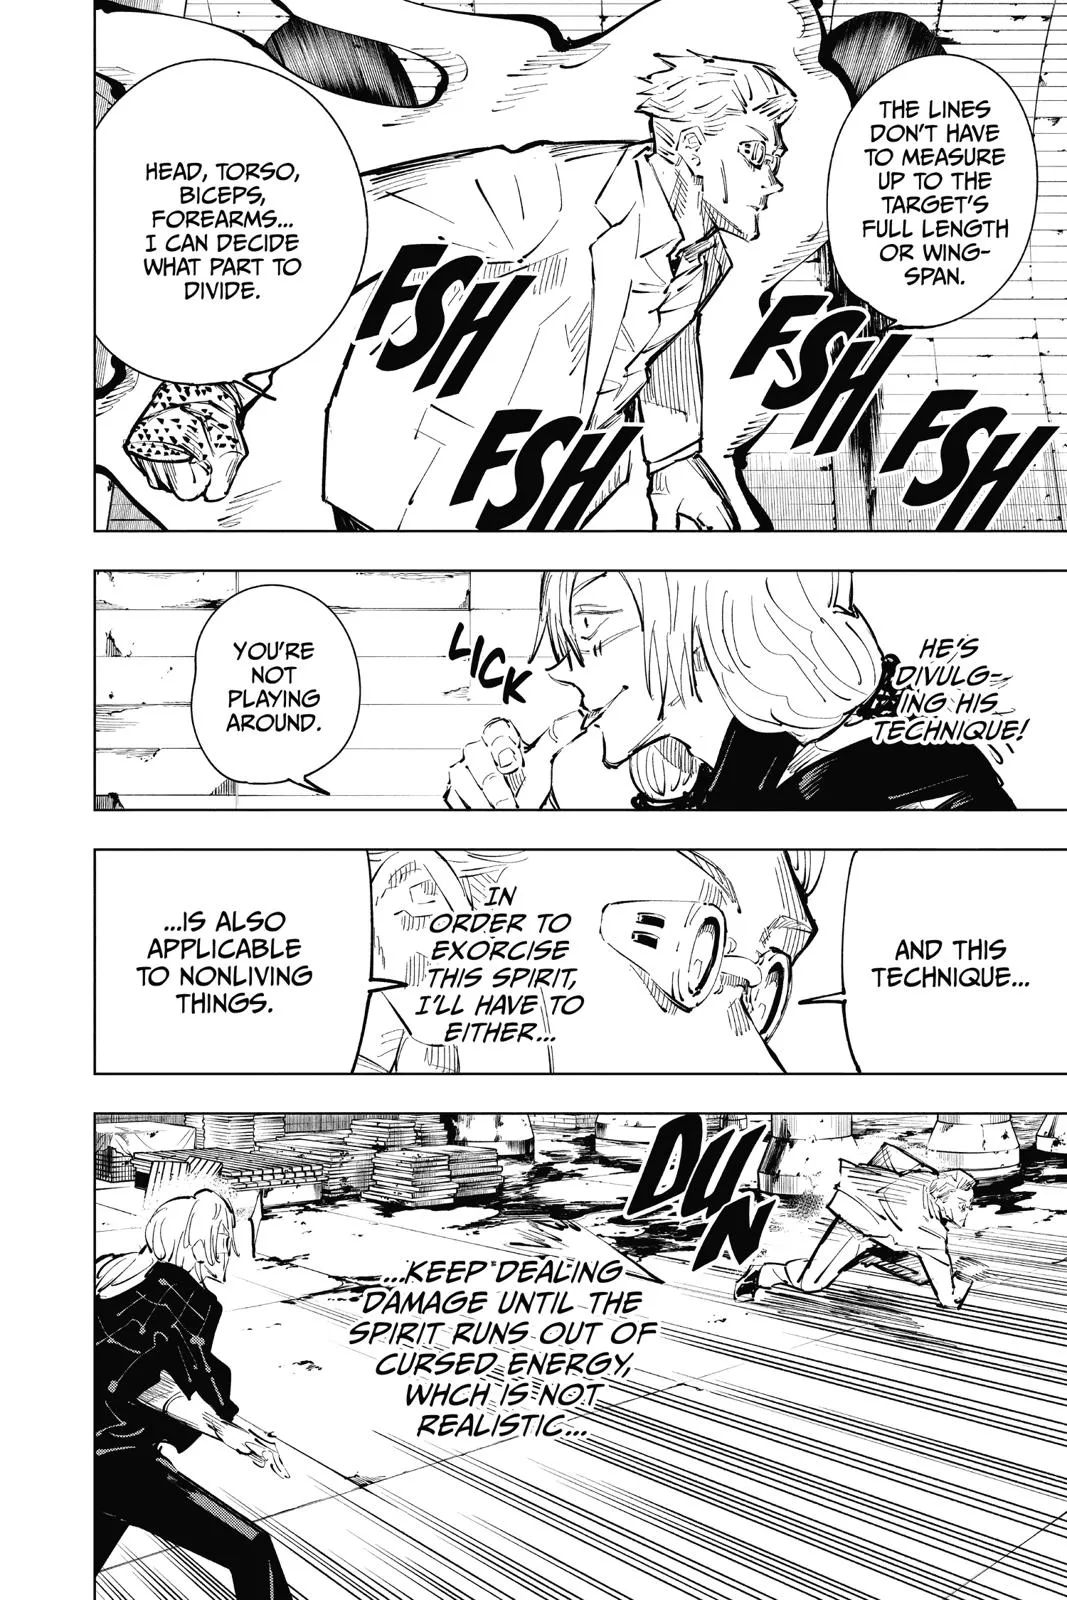 THE LINES
DON'T HAVE
TO MEASURE
UP TO THE
TARGET'S
FULL LENGTH
OR WING-
SPAN.
HEAD, TORSO,
BICEPS,
FOREARMS...
I CAN DECIDE
WHAT PART TO
DIVIDE.
FSH
FSH
FSH
FSH
HE'S
DIVULG-
ING HIS
TECHNIQUE!
LICK
YOU'RE
NOT
PLAYING
AROUND.
AND THIS
TECHNIQUE...
IN
ORDER TO
EXORCISE
THIS SPIRIT,
I'LL HAVE TO
EITHER...
...IS ALSO
APPLICABLE
TO NONLIVING
THINGS.
DUN
...KEEP DEALING
DAMAGE UNTIL THE
SPIRIT RUNS OUT OF
CURSED ENERGY,
WHCH IS NOT
REALISTIC...